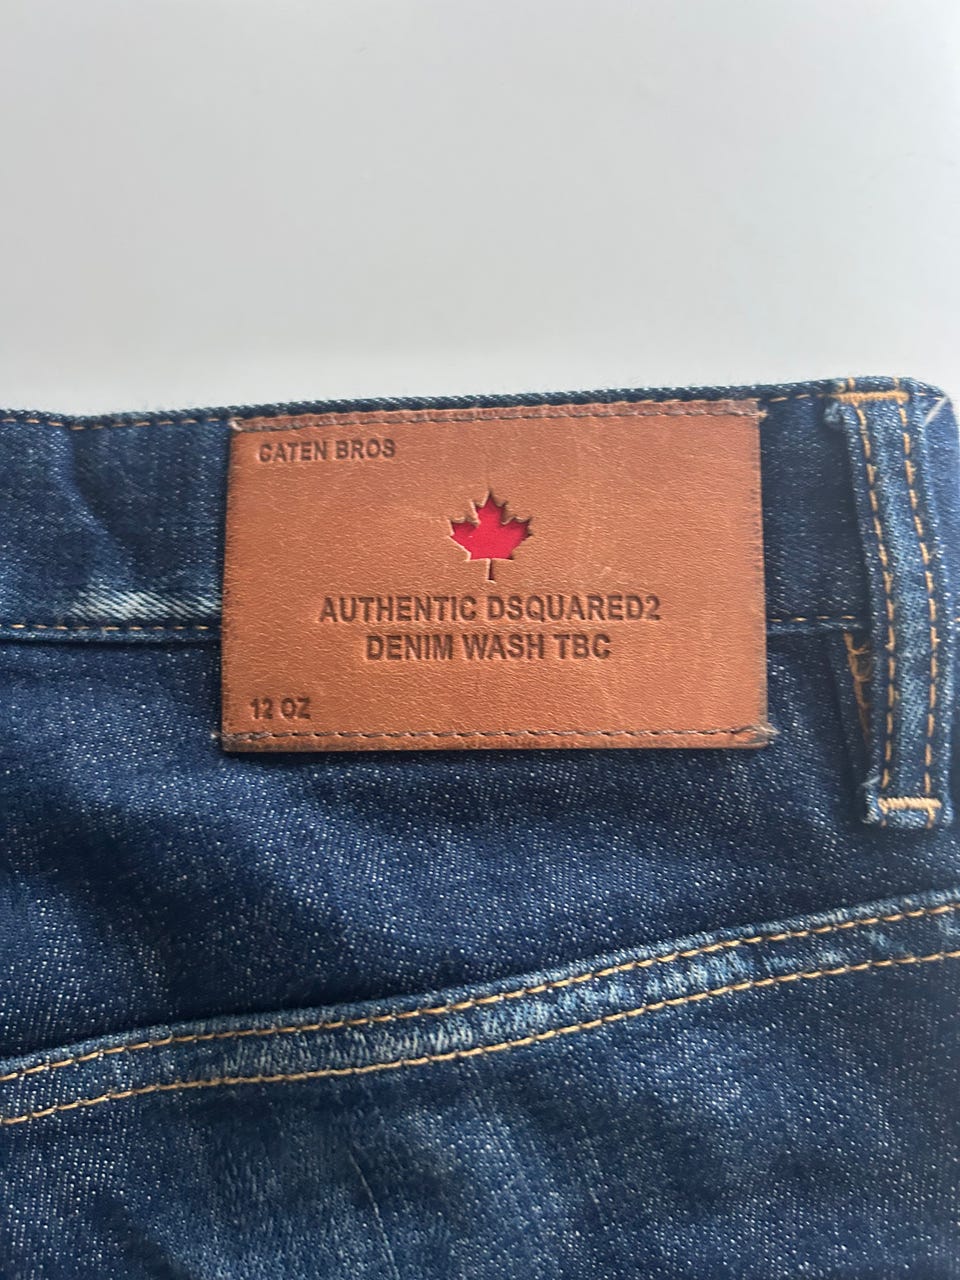 CATEN BROS
AUTHENTIC DSQUARED2
DENIM WASH TBC
12 OZ